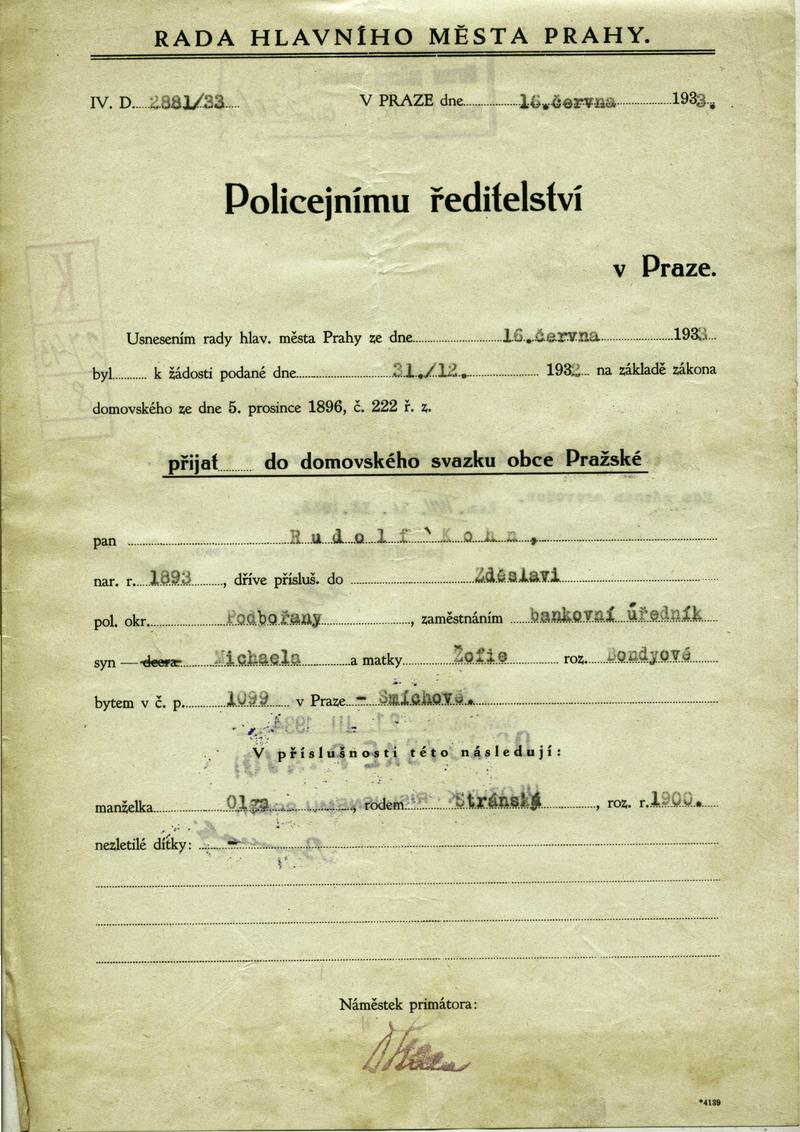 RADA HLAVNÍHO MĚSTA PRAHY.
IV. D. 2881/33 V PRAZE dne 16. června 1933.
Policejnímu ředitelství
v Praze.
Usnesením rady hlav. města Prahy ze dne 16. června 1933
byl k žádosti podané dne 31./12. 1932 na základě zákona
domovského ze dne 5. prosince 1896, č. 222 ř. z.
přijat do domovského svazku obce Pražské
pan Rudolf Kohn,
nar. r. 1893, dříve přísluš. do Zděslavi
pol. okr. Podbořany, zaměstnáním bankovní úředník
syn — dcera Michaela a matky Žofie roz. Bondyové
bytem v č. p. 1099 v Praze - Smíchově.
V příslušnosti této následují:
manželka Olga, rodem Stránský, roz. r. 1900.
nezletilé dítky: -
Náměstek primátora:
*4139